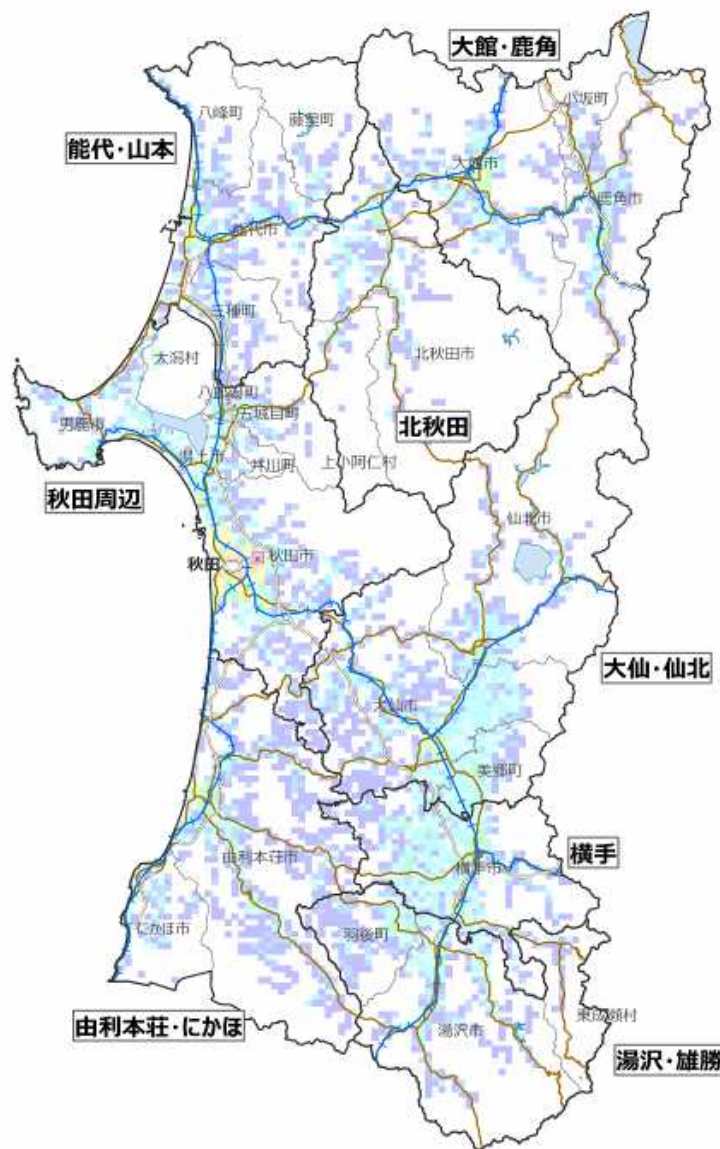 大館・鹿角
小坂町
八峰町
藤里町
能代・山本
大館市
鹿角市
能代市
三種町
大潟村
北秋田市
八郎潟町
五城目町
男鹿市
北秋田
潟上市
井川町
上小阿仁村
秋田周辺
仙北市
秋田
秋田市
大仙・仙北
大仙市
美郷町
横手
横手市
由利本荘市
にかほ市
羽後町
東成瀬村
由利本荘・にかほ
湯沢市
湯沢・雄勝